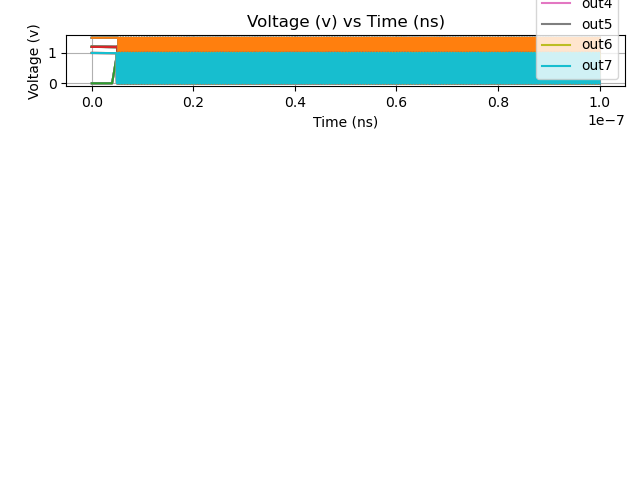 Voltage (v) vs Time (ns)
Voltage (v)
1
0
out4
out5
out6
out7
0.0 0.2 0.4 0.6 0.8 1.0
Time (ns)
1e−7